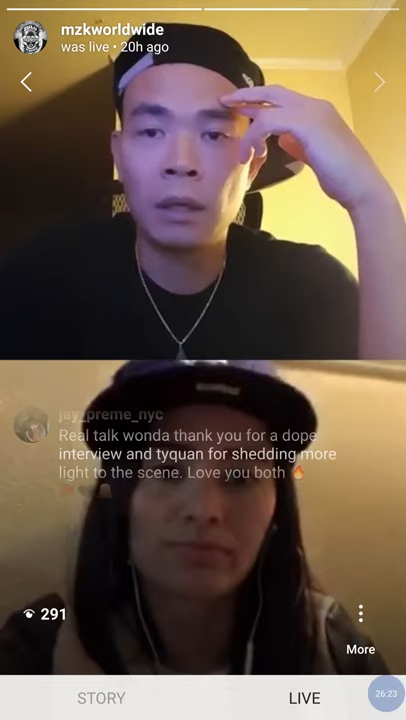 mzkworldwide
was live • 20h ago
jay_preme_nyc
Real talk wonda thank you for a dope
interview and tyquan for shedding more
light to the scene. Love you both 🔥
291
More
STORY LIVE
26:23